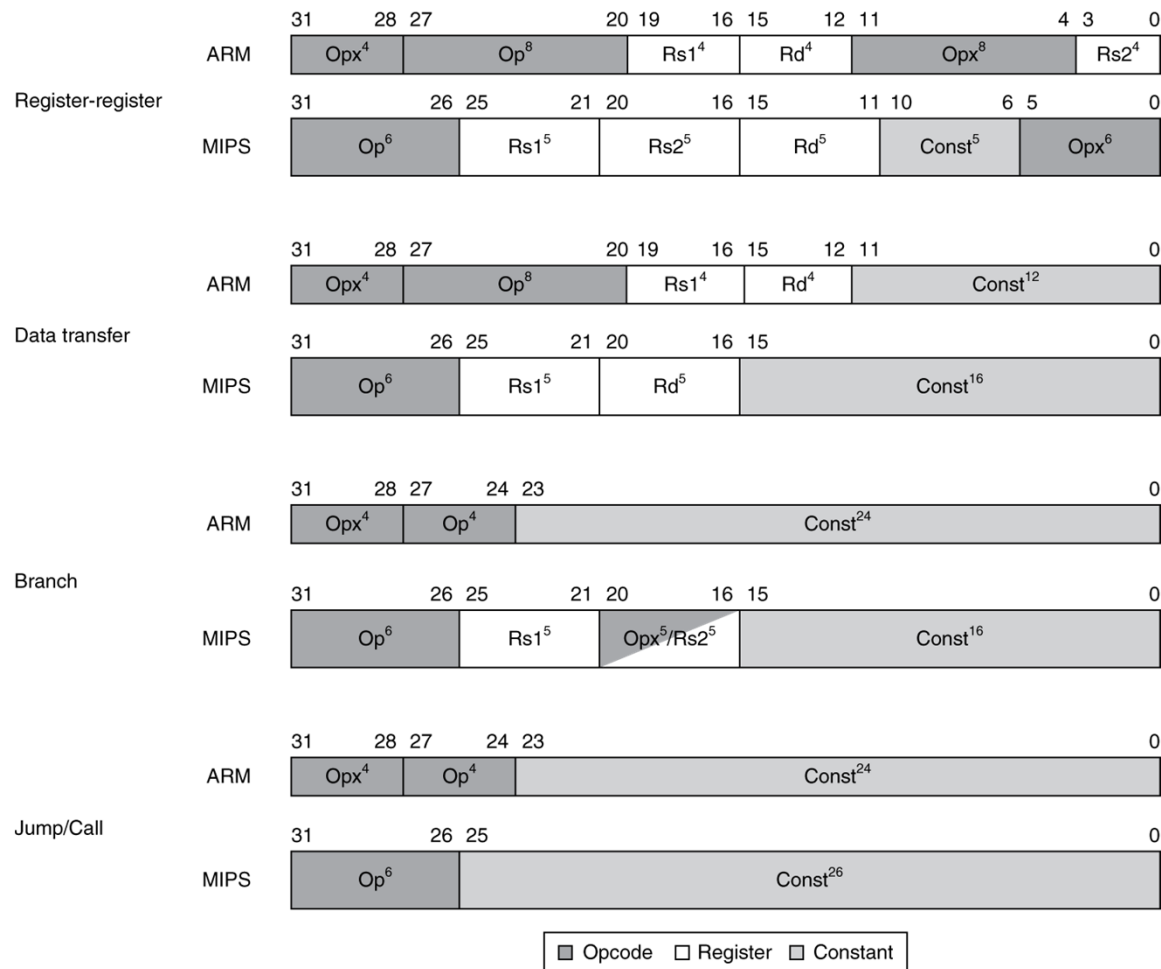 31 28 27 20 19 16 15 12 11 4 3 0
ARM Opx⁴ Op⁸ Rs1⁴ Rd⁴ Opx⁸ Rs2⁴
Register-register
31 26 25 21 20 16 15 11 10 6 5 0
MIPS Op⁶ Rs1⁵ Rs2⁵ Rd⁵ Const⁵ Opx⁶
31 28 27 20 19 16 15 12 11 0
ARM Opx⁴ Op⁸ Rs1⁴ Rd⁴ Const¹²
Data transfer
31 26 25 21 20 16 15 0
MIPS Op⁶ Rs1⁵ Rd⁵ Const¹⁶
31 28 27 24 23 0
ARM Opx⁴ Op⁴ Const²⁴
Branch
31 26 25 21 20 16 15 0
MIPS Op⁶ Rs1⁵ Opx⁵/Rs2⁵ Const¹⁶
31 28 27 24 23 0
ARM Opx⁴ Op⁴ Const²⁴
Jump/Call
31 26 25 0
MIPS Op⁶ Const²⁶
Opcode Register Constant